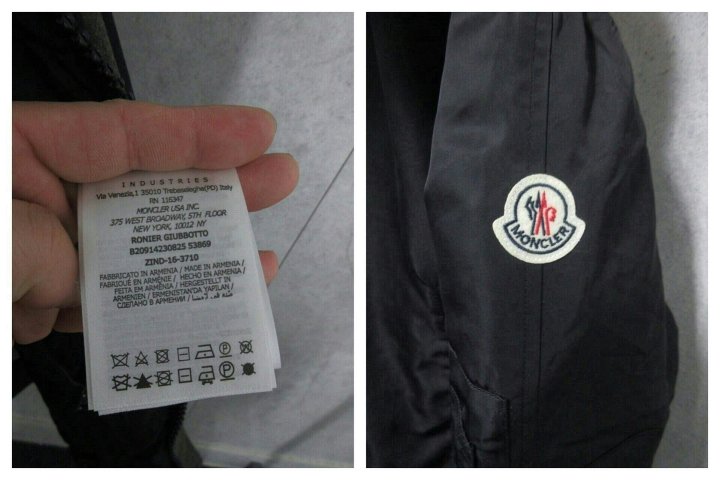 INDUSTRIES
Via Venezia,1 35010 Trebaseleghe(PD) Italy
RN 116347
MONCLER USA INC.
375 WEST BROADWAY, 5TH FLOOR
NEW YORK, 10012 NY
RONIER GIUBBOTTO
B20914230825 53869
ZIND-16-3710
FABBRICATO IN ARMENIA / MADE IN ARMENIA /
FABRIQUÉ EN ARMÉNIE / HECHO EN ARMENIA /
FEITA EM ARMÊNIA / HERGESTELLT IN
ARMENIEN / ERMENISTAN'DA YAPILAN /
СДЕЛАНО В АРМЕНИИ /
MONCLER